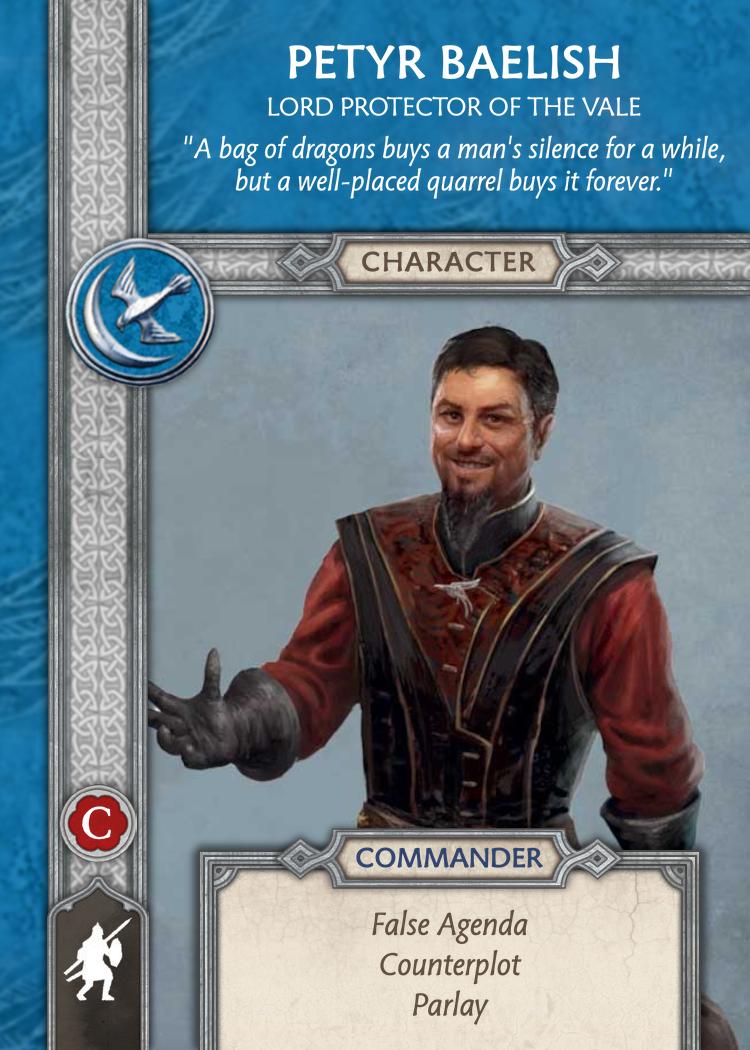 PETYR BAELISH
LORD PROTECTOR OF THE VALE
"A bag of dragons buys a man's silence for a while,
but a well-placed quarrel buys it forever."
CHARACTER
C
COMMANDER
False Agenda
Counterplot
Parlay